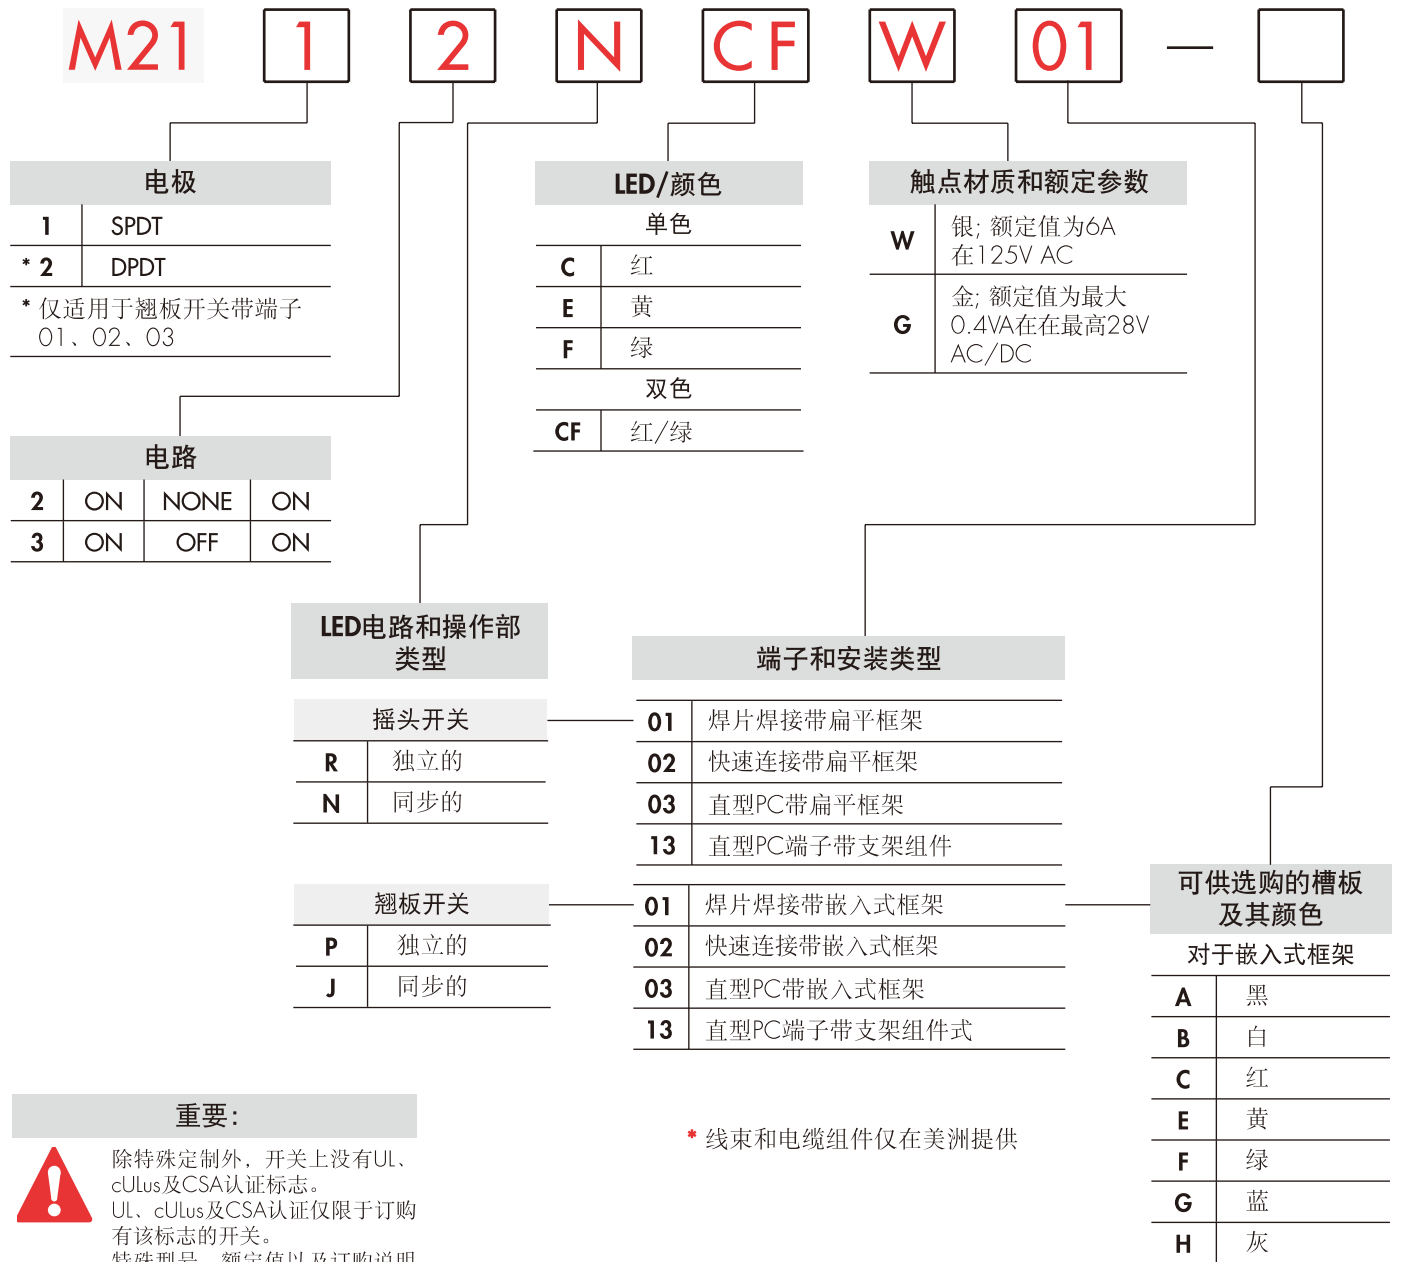 M21 1 2 N CF W 01 —
电极
1 SPDT
* 2 DPDT
* 仅适用于翘板开关带端子
01、02、03
电路
2 ON NONE ON
3 ON OFF ON
LED/颜色
单色
C 红
E 黄
F 绿
双色
CF 红/绿
触点材质和额定参数
W 银; 额定值为6A
在125V AC
G 金; 额定值为最大
0.4VA在在最高28V
AC/DC
LED电路和操作部
类型
摇头开关
R 独立的
N 同步的
翘板开关
P 独立的
J 同步的
端子和安装类型
01 焊片焊接带扁平框架
02 快速连接带扁平框架
03 直型PC带扁平框架
13 直型PC端子带支架组件
01 焊片焊接带嵌入式框架
02 快速连接带嵌入式框架
03 直型PC带嵌入式框架
13 直型PC端子带支架组件式
可供选购的槽板
及其颜色
对于嵌入式框架
A 黑
B 白
C 红
E 黄
F 绿
G 蓝
H 灰
* 线束和电缆组件仅在美洲提供
重要:
除特殊定制外，开关上没有UL、
cULus及CSA认证标志。
UL、cULus及CSA认证仅限于订购
有该标志的开关。
特殊型号、额定值以及订购说明